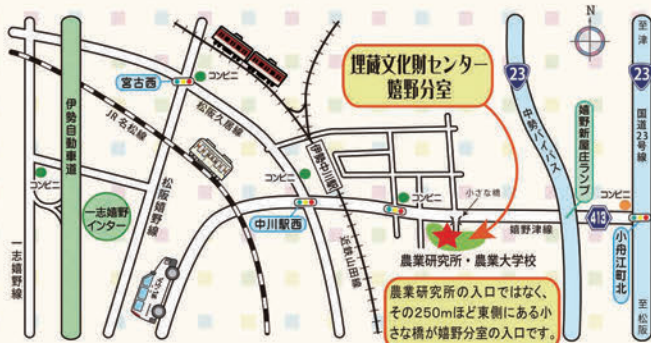 N
至津
23
23
埋蔵文化財センター
嬉野分室
コンビニ
宮古西
松阪久居線
JR名松線
伊勢自動車道
コンビニ
一志嬉野
インター
一志嬉野線
松阪嬉野線
中川駅西
コンビニ
伊勢中川駅
近鉄山田線
コンビニ
小さな橋
嬉野津線
農業研究所・農業大学校
中勢バイパス
嬉野新屋庄ランプ
国道23号線
コンビニ
413
小舟江町北
至松阪
農業研究所の入口ではなく、
その250mほど東側にある小
さな橋が嬉野分室の入口です。